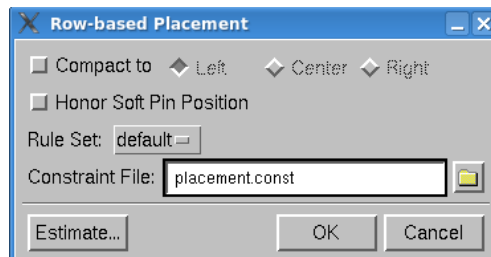 Row-based Placement
Compact to Left Center Right
Honor Soft Pin Position
Rule Set: default
Constraint File: placement.const
Estimate... OK Cancel